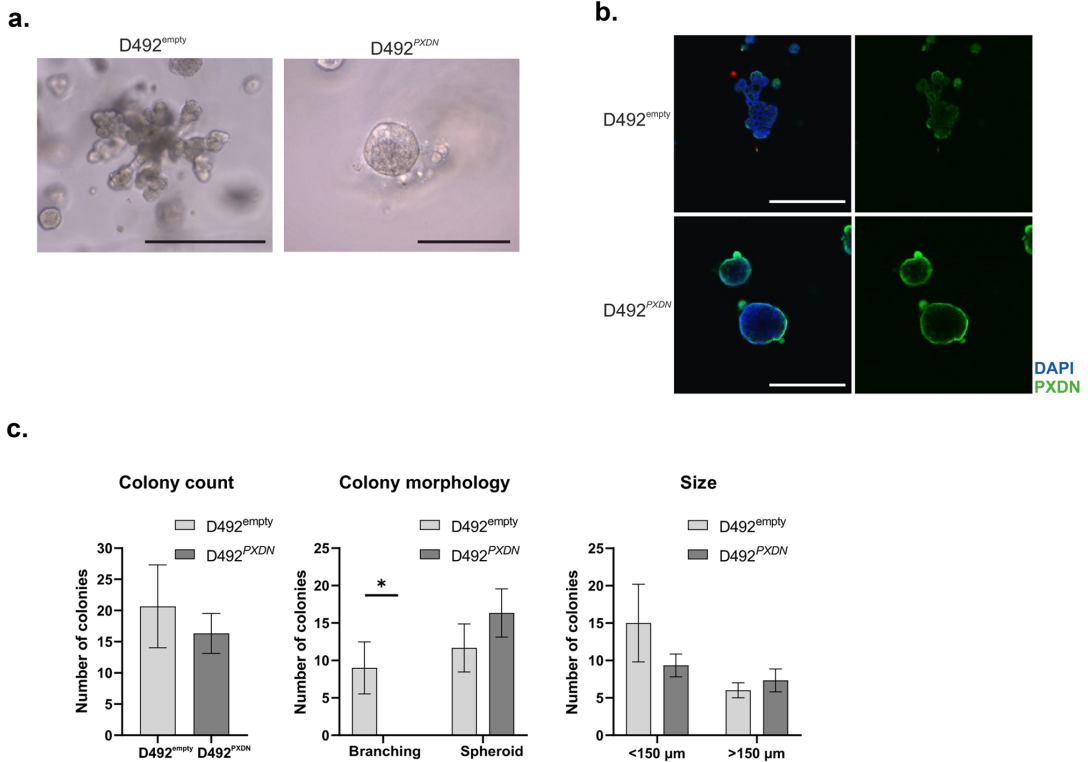 a.
D492empty
D492PXDN
b.
D492empty
D492PXDN
DAPI
PXDN
c.
Colony count
D492empty
D492PXDN
Number of colonies
30
25
20
15
10
5
0
D492empty
D492PXDN
Colony morphology
D492empty
D492PXDN
Number of colonies
25
20
15
10
5
0
*
Branching
Spheroid
Size
D492empty
D492PXDN
Number of colonies
25
20
15
10
5
0
<150 μm
>150 μm